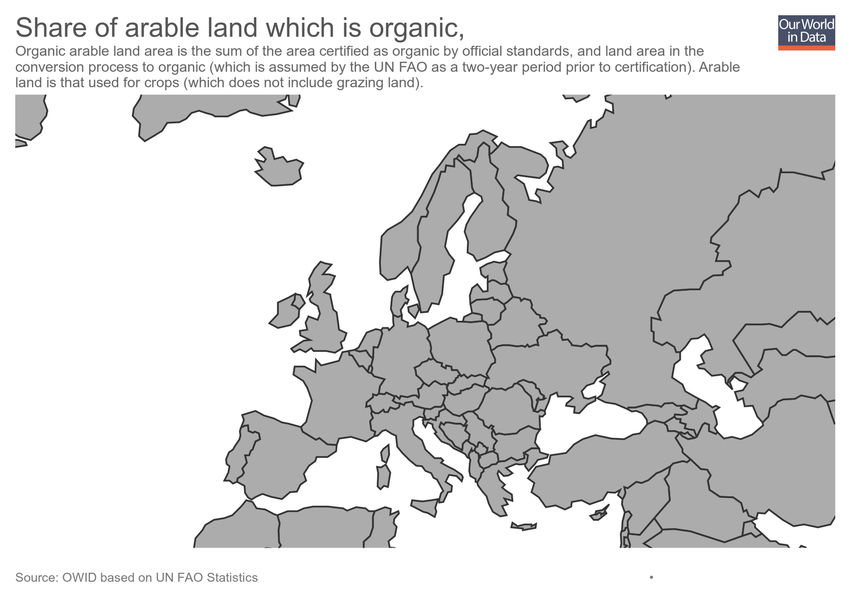 Share of arable land which is organic,
Our World
in Data
Organic arable land area is the sum of the area certified as organic by official standards, and land area in the
conversion process to organic (which is assumed by the UN FAO as a two-year period prior to certification). Arable
land is that used for crops (which does not include grazing land).
Source: OWID based on UN FAO Statistics